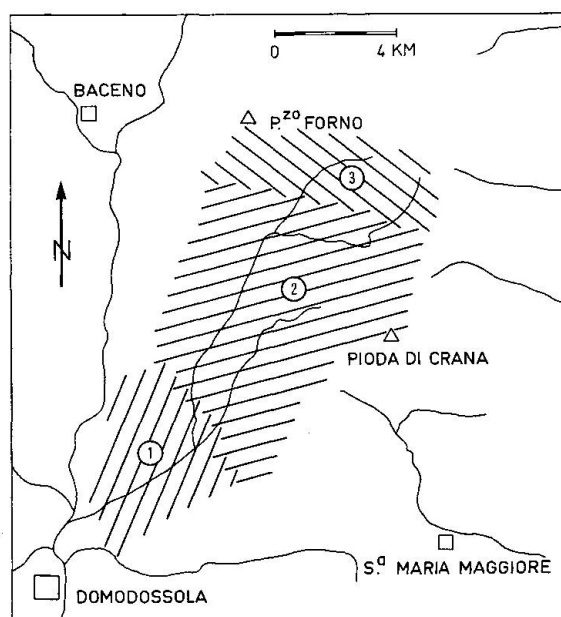 0 4 KM
BACENO
P.zo FORNO
N
3
2
PIODA DI CRANA
1
S.a MARIA MAGGIORE
DOMODOSSOLA